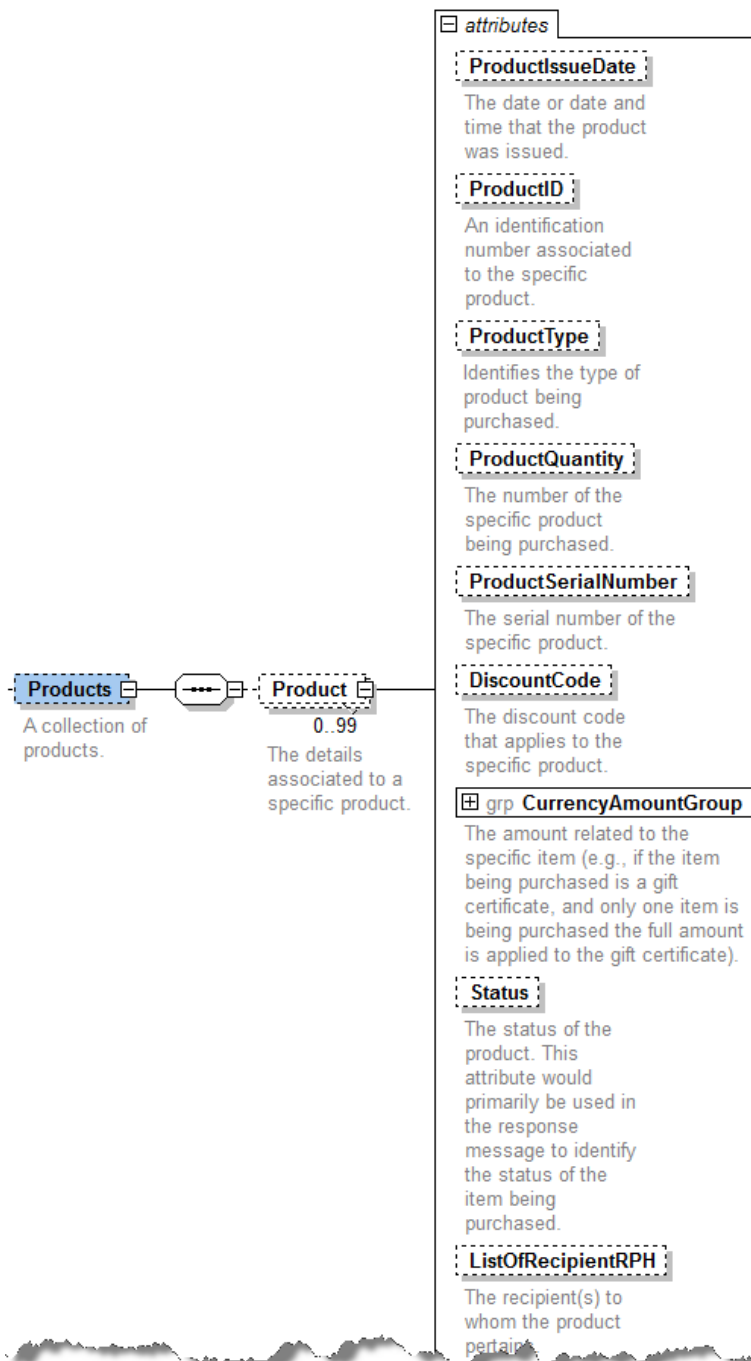 attributes
ProductIssueDate
The date or date and
time that the product
was issued.
ProductID
An identification
number associated
to the specific
product.
ProductType
Identifies the type of
product being
purchased.
ProductQuantity
The number of the
specific product
being purchased.
ProductSerialNumber
The serial number of the
specific product.
Products
A collection of
products.
Product
0..99
The details
associated to a
specific product.
DiscountCode
The discount code
that applies to the
specific product.
grp CurrencyAmountGroup
The amount related to the
specific item (e.g., if the item
being purchased is a gift
certificate, and only one item is
being purchased the full amount
is applied to the gift certificate).
Status
The status of the
product. This
attribute would
primarily be used in
the response
message to identify
the status of the
item being
purchased.
ListOfRecipientRPH
The recipient(s) to
whom the product
pertains.